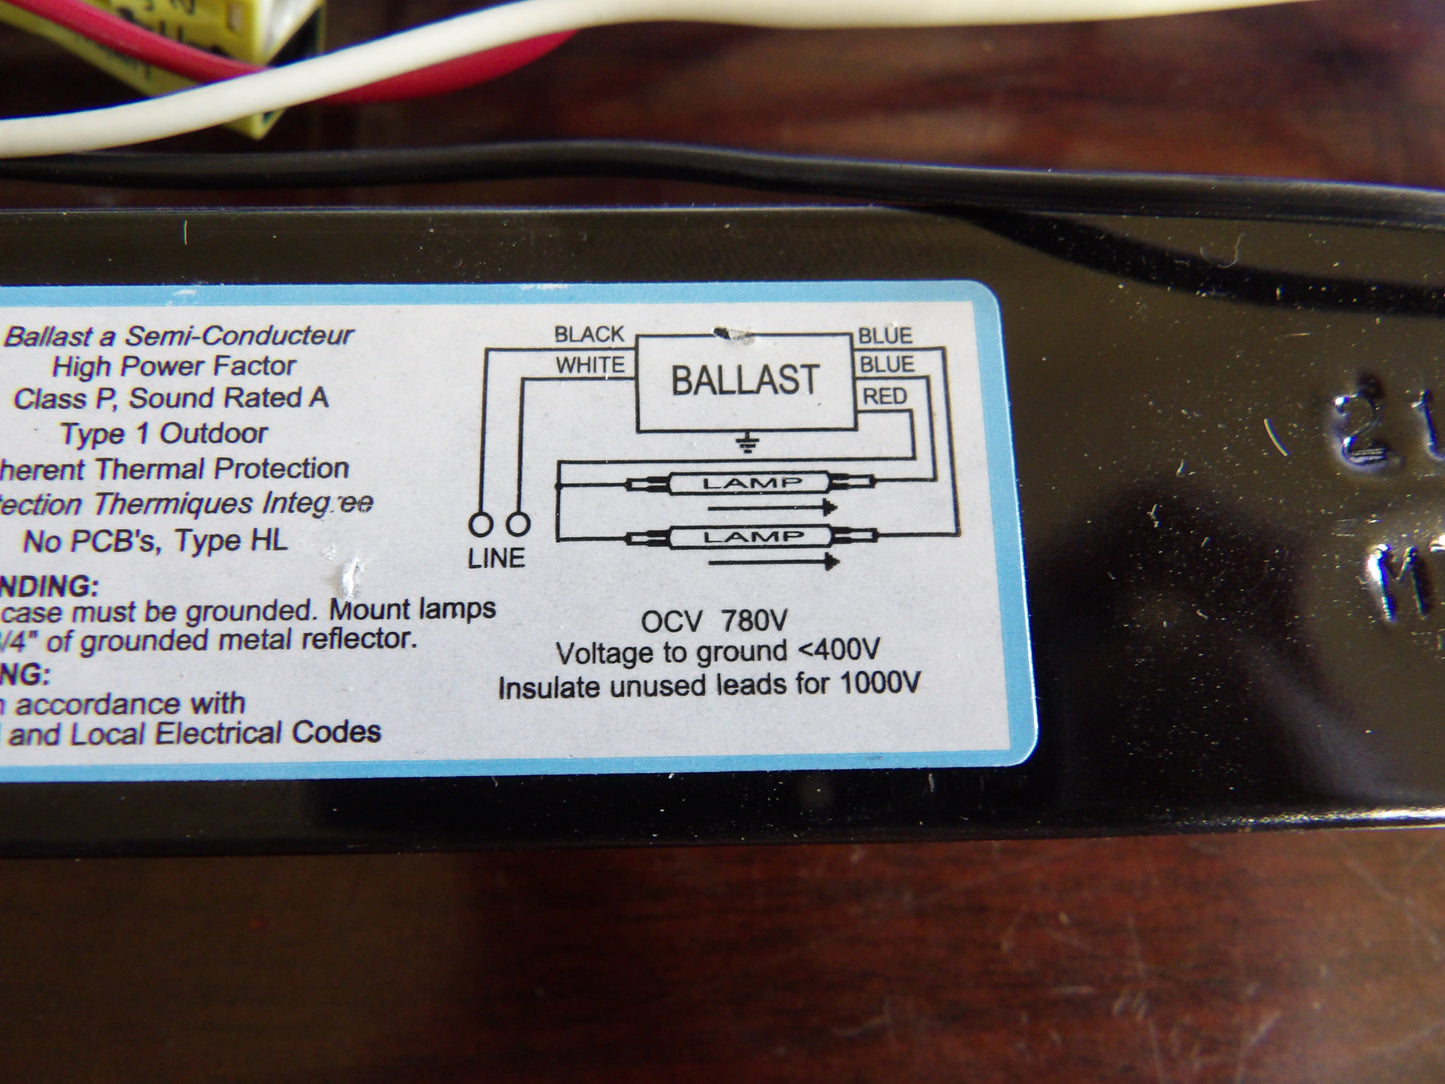 Ballast a Semi-Conducteur
High Power Factor
Class P, Sound Rated A
Type 1 Outdoor
herent Thermal Protection
ection Thermiques Integree
No PCB's, Type HL
NDING:
case must be grounded. Mount lamps
/4" of grounded metal reflector.
NG:
n accordance with
l and Local Electrical Codes
BLACK
WHITE
BALLAST
BLUE
BLUE
RED
LAMP
LAMP
LINE
OCV 780V
Voltage to ground <400V
Insulate unused leads for 1000V
21
M